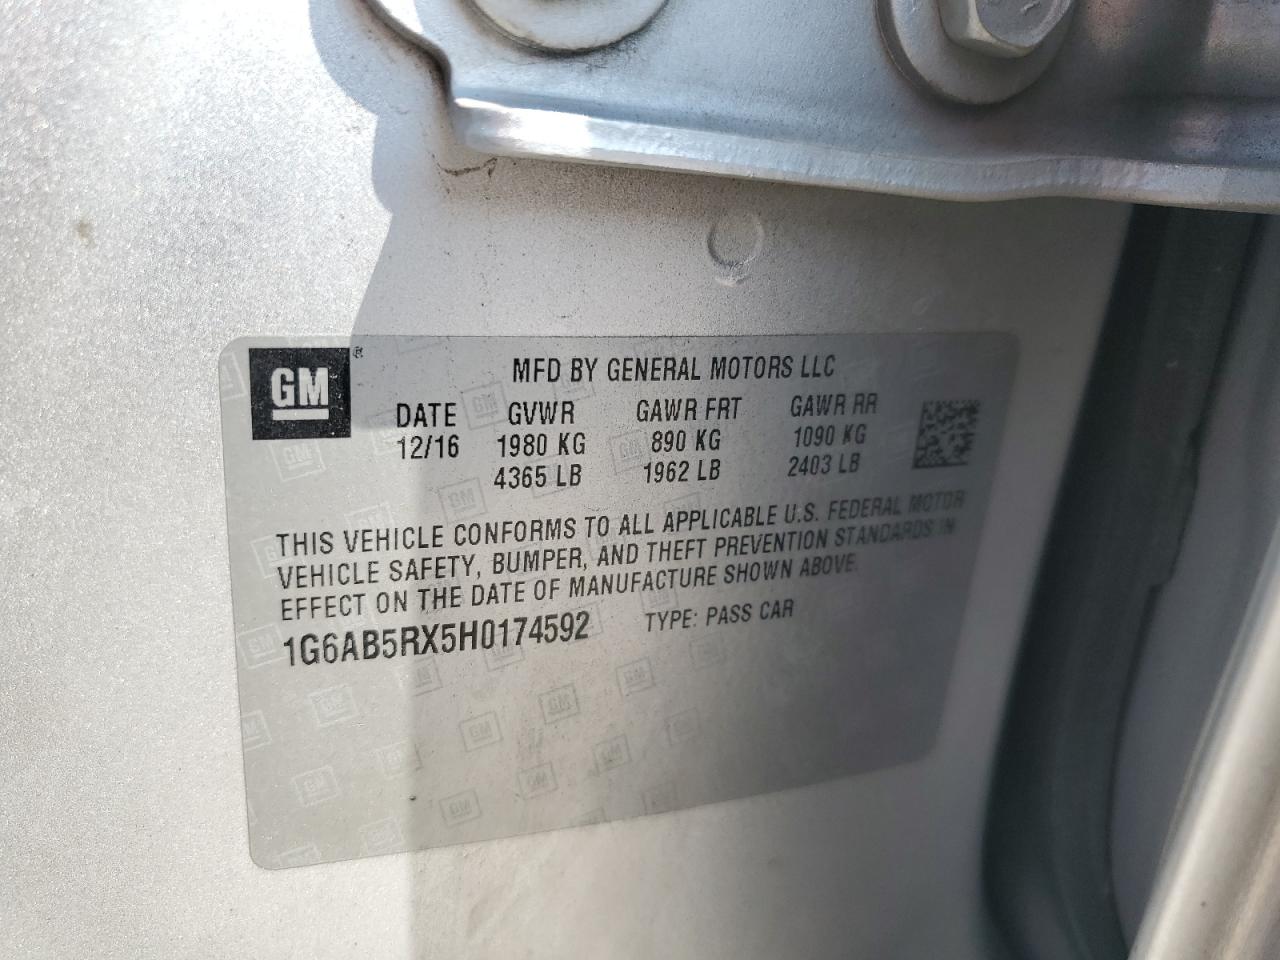 GM®
MFD BY GENERAL MOTORS LLC
DATE GVWR GAWR FRT GAWR RR
12/16 1980 KG 890 KG 1090 KG
4365 LB 1962 LB 2403 LB
THIS VEHICLE CONFORMS TO ALL APPLICABLE U.S. FEDERAL MOTOR
VEHICLE SAFETY, BUMPER, AND THEFT PREVENTION STANDARDS IN
EFFECT ON THE DATE OF MANUFACTURE SHOWN ABOVE.
1G6AB5RX5H0174592 TYPE: PASS CAR